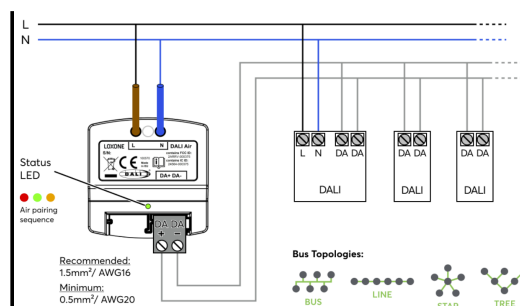 L
N
LOXONE L N DALI Air
S/N:
CE
DALI
DA+ DA-
Status
LED
Air pairing
sequence
DA DA
+ −
Recommended:
1.5mm²/ AWG16
Minimum:
0.5mm²/ AWG20
L N DA DA
DALI
DA DA
DALI
DA DA
DALI
Bus Topologies:
BUS
LINE
STAR
TREE